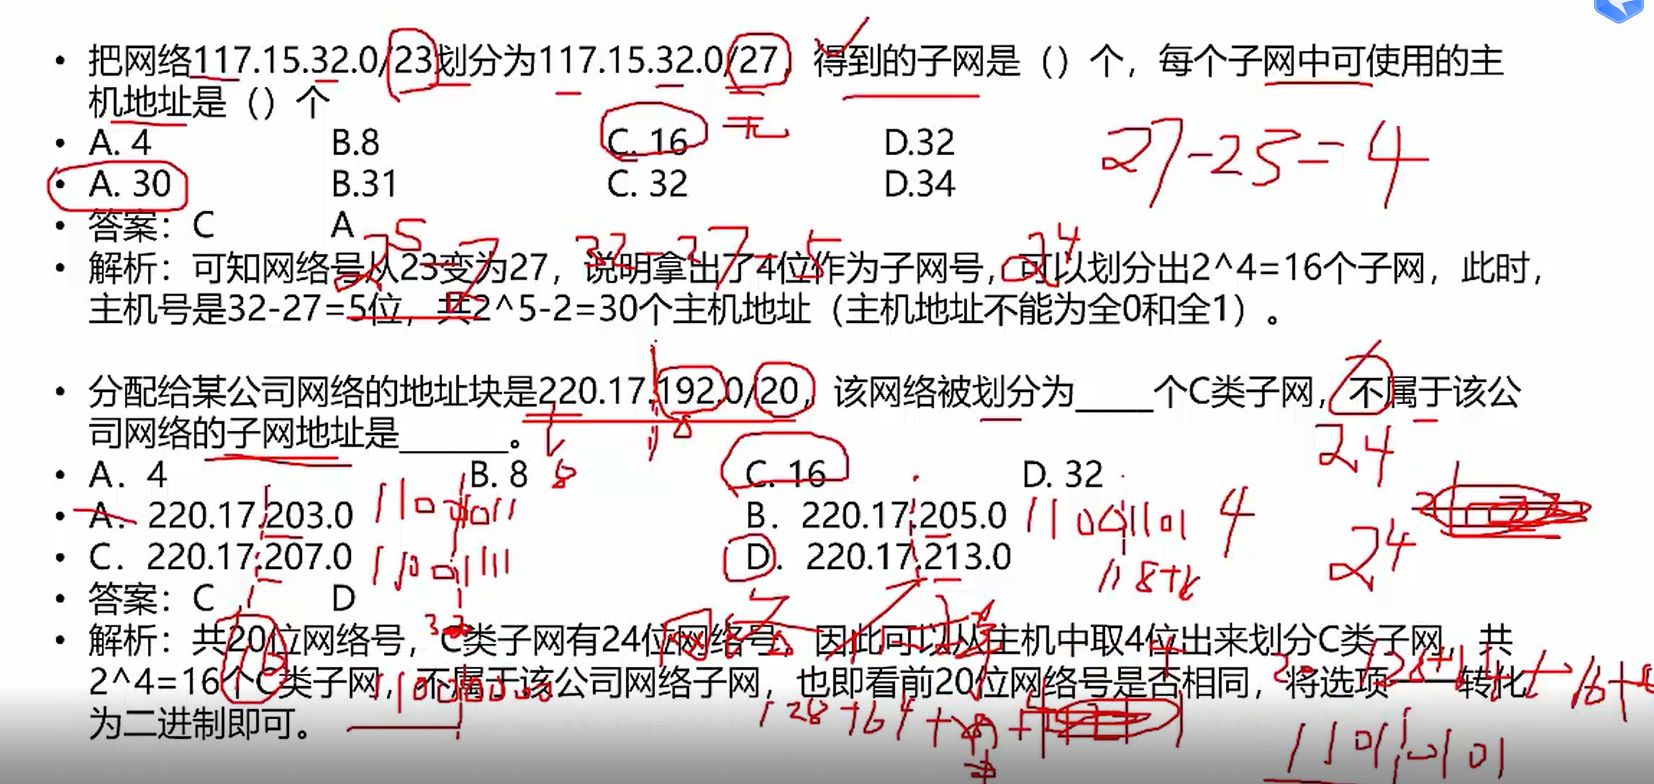 • 把网络117.15.32.0/23划分为117.15.32.0/27，得到的子网是（）个，每个子网中可使用的主
机地址是（）个
• A. 4 B.8 C. 16 D.32
27-23=4
• A. 30 B.31 C. 32 D.34
• 答案：C A
2^5-2 32-27=5 2^4
• 解析：可知网络号从23变为27，说明拿出了4位作为子网号，可以划分出2^4=16个子网，此时，
主机号是32-27=5位，共2^5-2=30个主机地址（主机地址不能为全0和全1）。
• 分配给某公司网络的地址块是220.17.192.0/20，该网络被划分为____个C类子网，不属于该公
司网络的子网地址是______。
24
• A．4 B. 8 C. 16 D. 32
8
• A．220.17.203.0 B．220.17.205.0
4
• C．220.17.207.0 D．220.17.213.0
2^4
• 答案：C D
• 解析：共20位网络号，C类子网有24位网络号，因此可以从主机中取4位出来划分C类子网，共
2^4=16个C类子网，不属于该公司网络子网，也即看前20位网络号是否相同，将选项——转化
为二进制即可。
128+64+
11010101